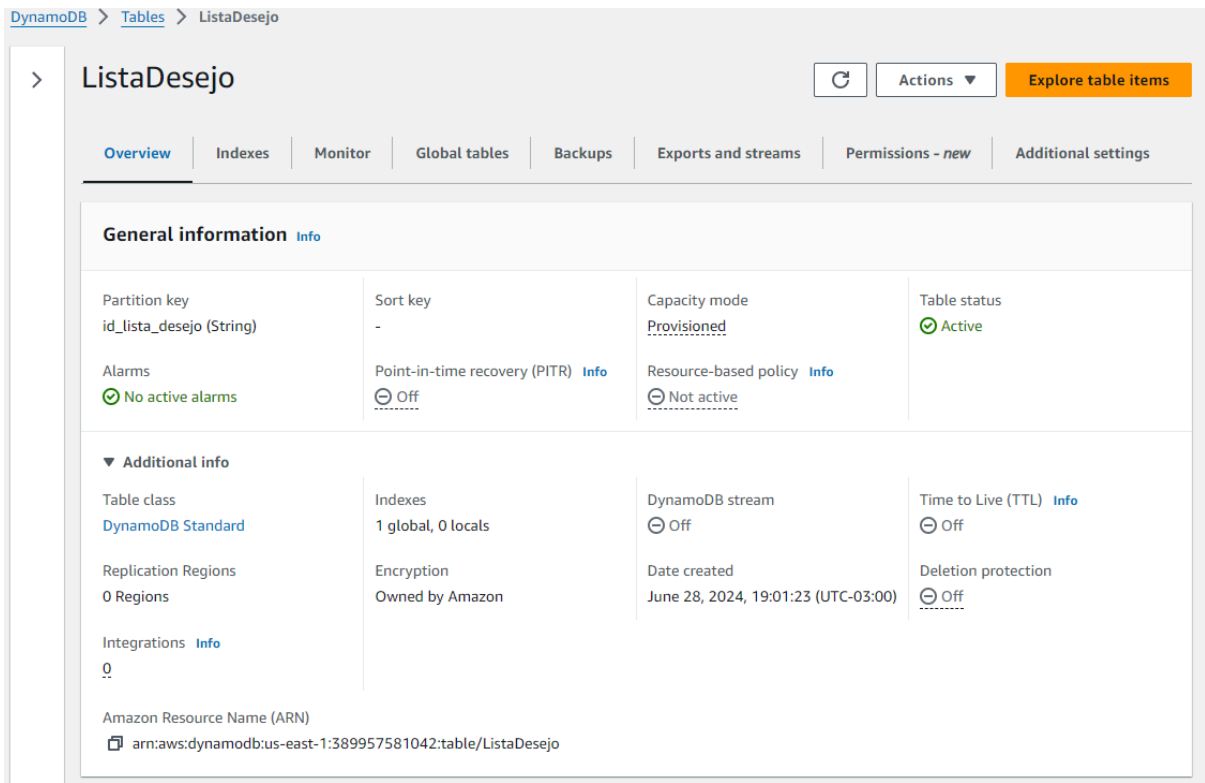 DynamoDB > Tables > ListaDesejo
ListaDesejo
Actions
Explore table items
Overview
Indexes
Monitor
Global tables
Backups
Exports and streams
Permissions - new
Additional settings
General information Info
Partition key
id_lista_desejo (String)
Sort key
-
Capacity mode
Provisioned
Table status
Active
Alarms
No active alarms
Point-in-time recovery (PITR) Info
Off
Resource-based policy Info
Not active
Additional info
Table class
DynamoDB Standard
Indexes
1 global, 0 locals
DynamoDB stream
Off
Time to Live (TTL) Info
Off
Replication Regions
0 Regions
Encryption
Owned by Amazon
Date created
June 28, 2024, 19:01:23 (UTC-03:00)
Deletion protection
Off
Integrations Info
0
Amazon Resource Name (ARN)
arn:aws:dynamodb:us-east-1:389957581042:table/ListaDesejo